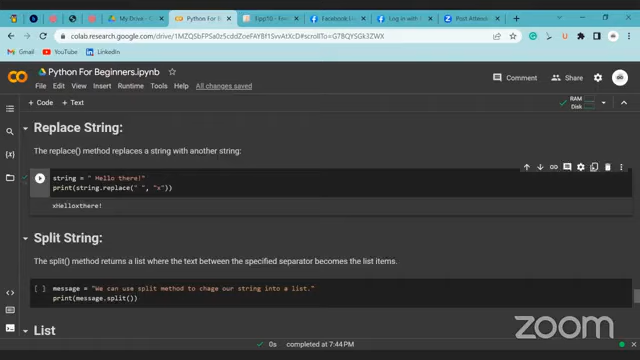 My Drive - G
Python For B
Fipp10 - Fre
Facebook Li
Log in with
Post Attend
colab.research.google.com/drive/1MZQSbFPSa0z5cddZoeFAYBf1SvvAtXcD#scrollTo=G7BQYSGK3ZWX
Gmail
YouTube
LinkedIn
Python For Beginners.ipynb
Comment
Share
File Edit View Insert Runtime Tools Help All changes saved
+ Code + Text
RAM
Disk
Replace String:
The replace() method replaces a string with another string:
string = " Hello there!"
print(string.replace(" ", "x"))
xHelloxthere!
Split String:
The split() method returns a list where the text between the specified separator becomes the list items.
[ ] message = "We can use split method to chage our string into a list."
print(message.split())
List
0s completed at 7:44 PM
zoom